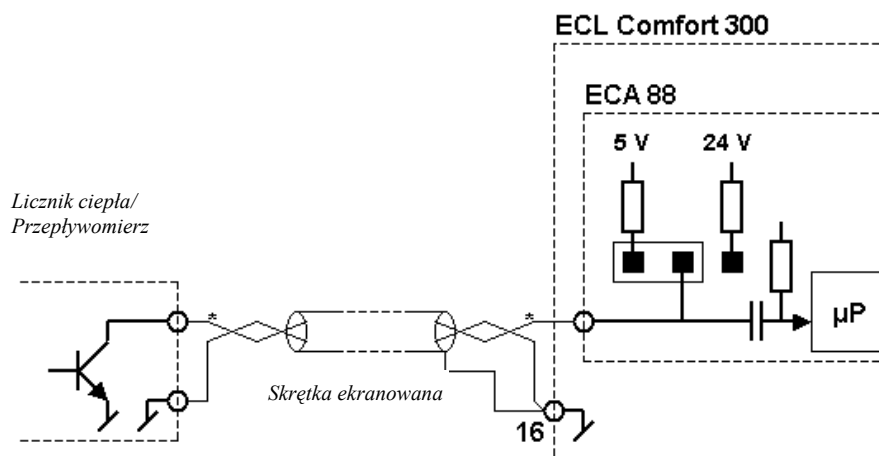 ECL Comfort 300
ECA 88
5 V 24 V
Licznik ciepła/
Przepływomierz
* *
µP
Skrętka ekranowana
16